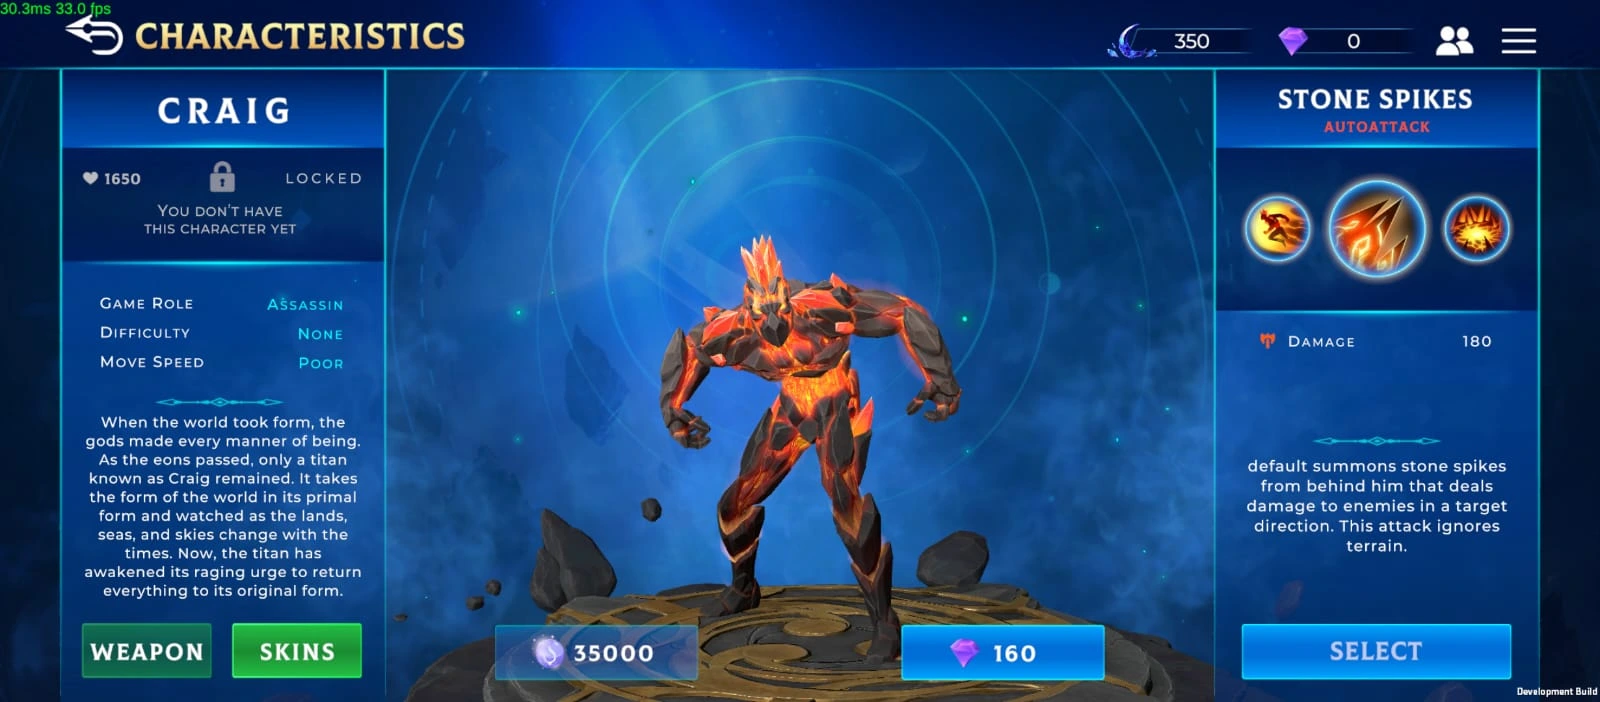 30.3ms 33.0 fps
CHARACTERISTICS
350
0
CRAIG
1650
LOCKED
YOU DON'T HAVE
THIS CHARACTER YET
GAME ROLE ASSASSIN
DIFFICULTY NONE
MOVE SPEED POOR
When the world took form, the
gods made every manner of being.
As the eons passed, only a titan
known as Craig remained. It takes
the form of the world in its primal
form and watched as the lands,
seas, and skies change with the
times. Now, the titan has
awakened its raging urge to return
everything to its original form.
WEAPON
SKINS
35000
160
STONE SPIKES
AUTOATTACK
DAMAGE 180
default summons stone spikes
from behind him that deals
damage to enemies in a target
direction. This attack ignores
terrain.
SELECT
Development Build